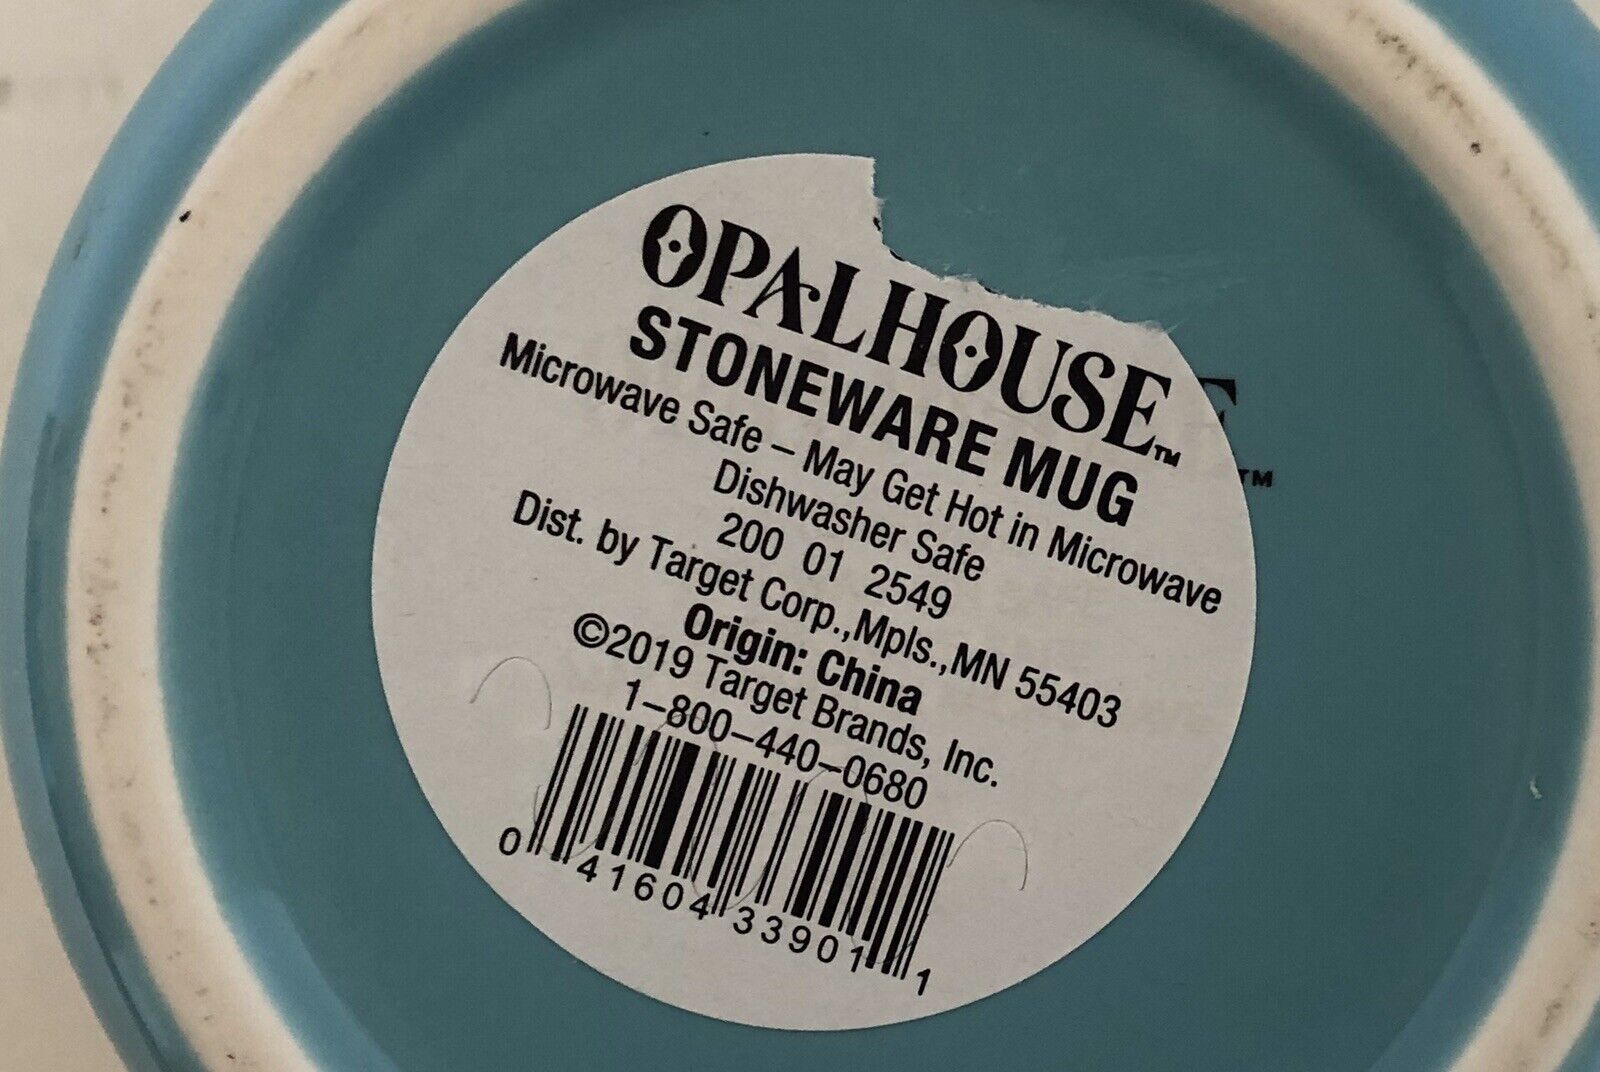 OPALHOUSE™
STONEWARE MUG
Microwave Safe – May Get Hot in Microwave
Dishwasher Safe
200 01 2549
Dist. by Target Corp.,Mpls.,MN 55403
Origin: China
©2019 Target Brands, Inc.
1–800–440–0680
0 41604 33901 1
E
™